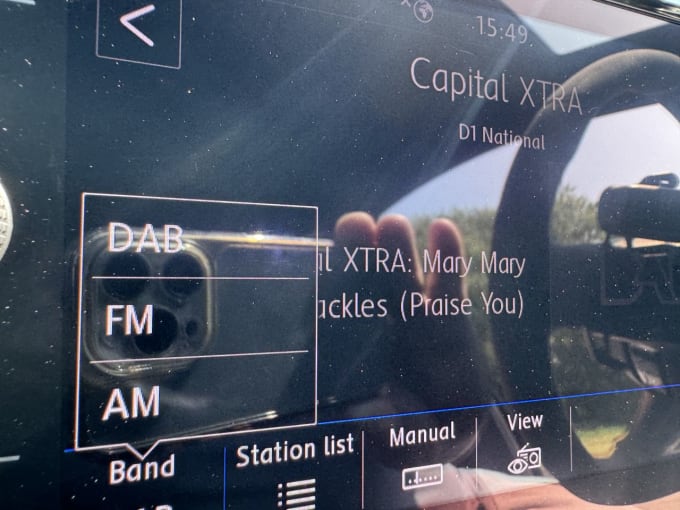 15:49
Capital XTRA
D1 National
DAB
XTRA: Mary Mary
(Praise You)
FM
AM
Band
Station list
Manual
View